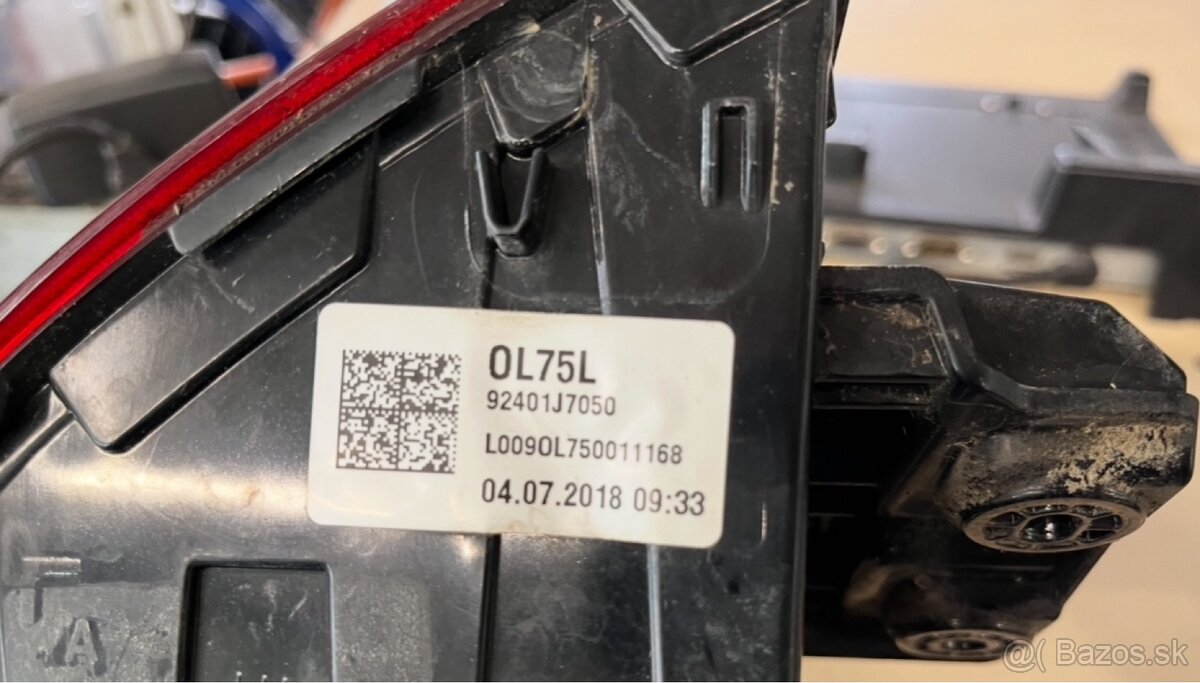 OL75L
92401J7050
L009OL750011168
04.07.2018 09:33
A
@( Bazos.sk